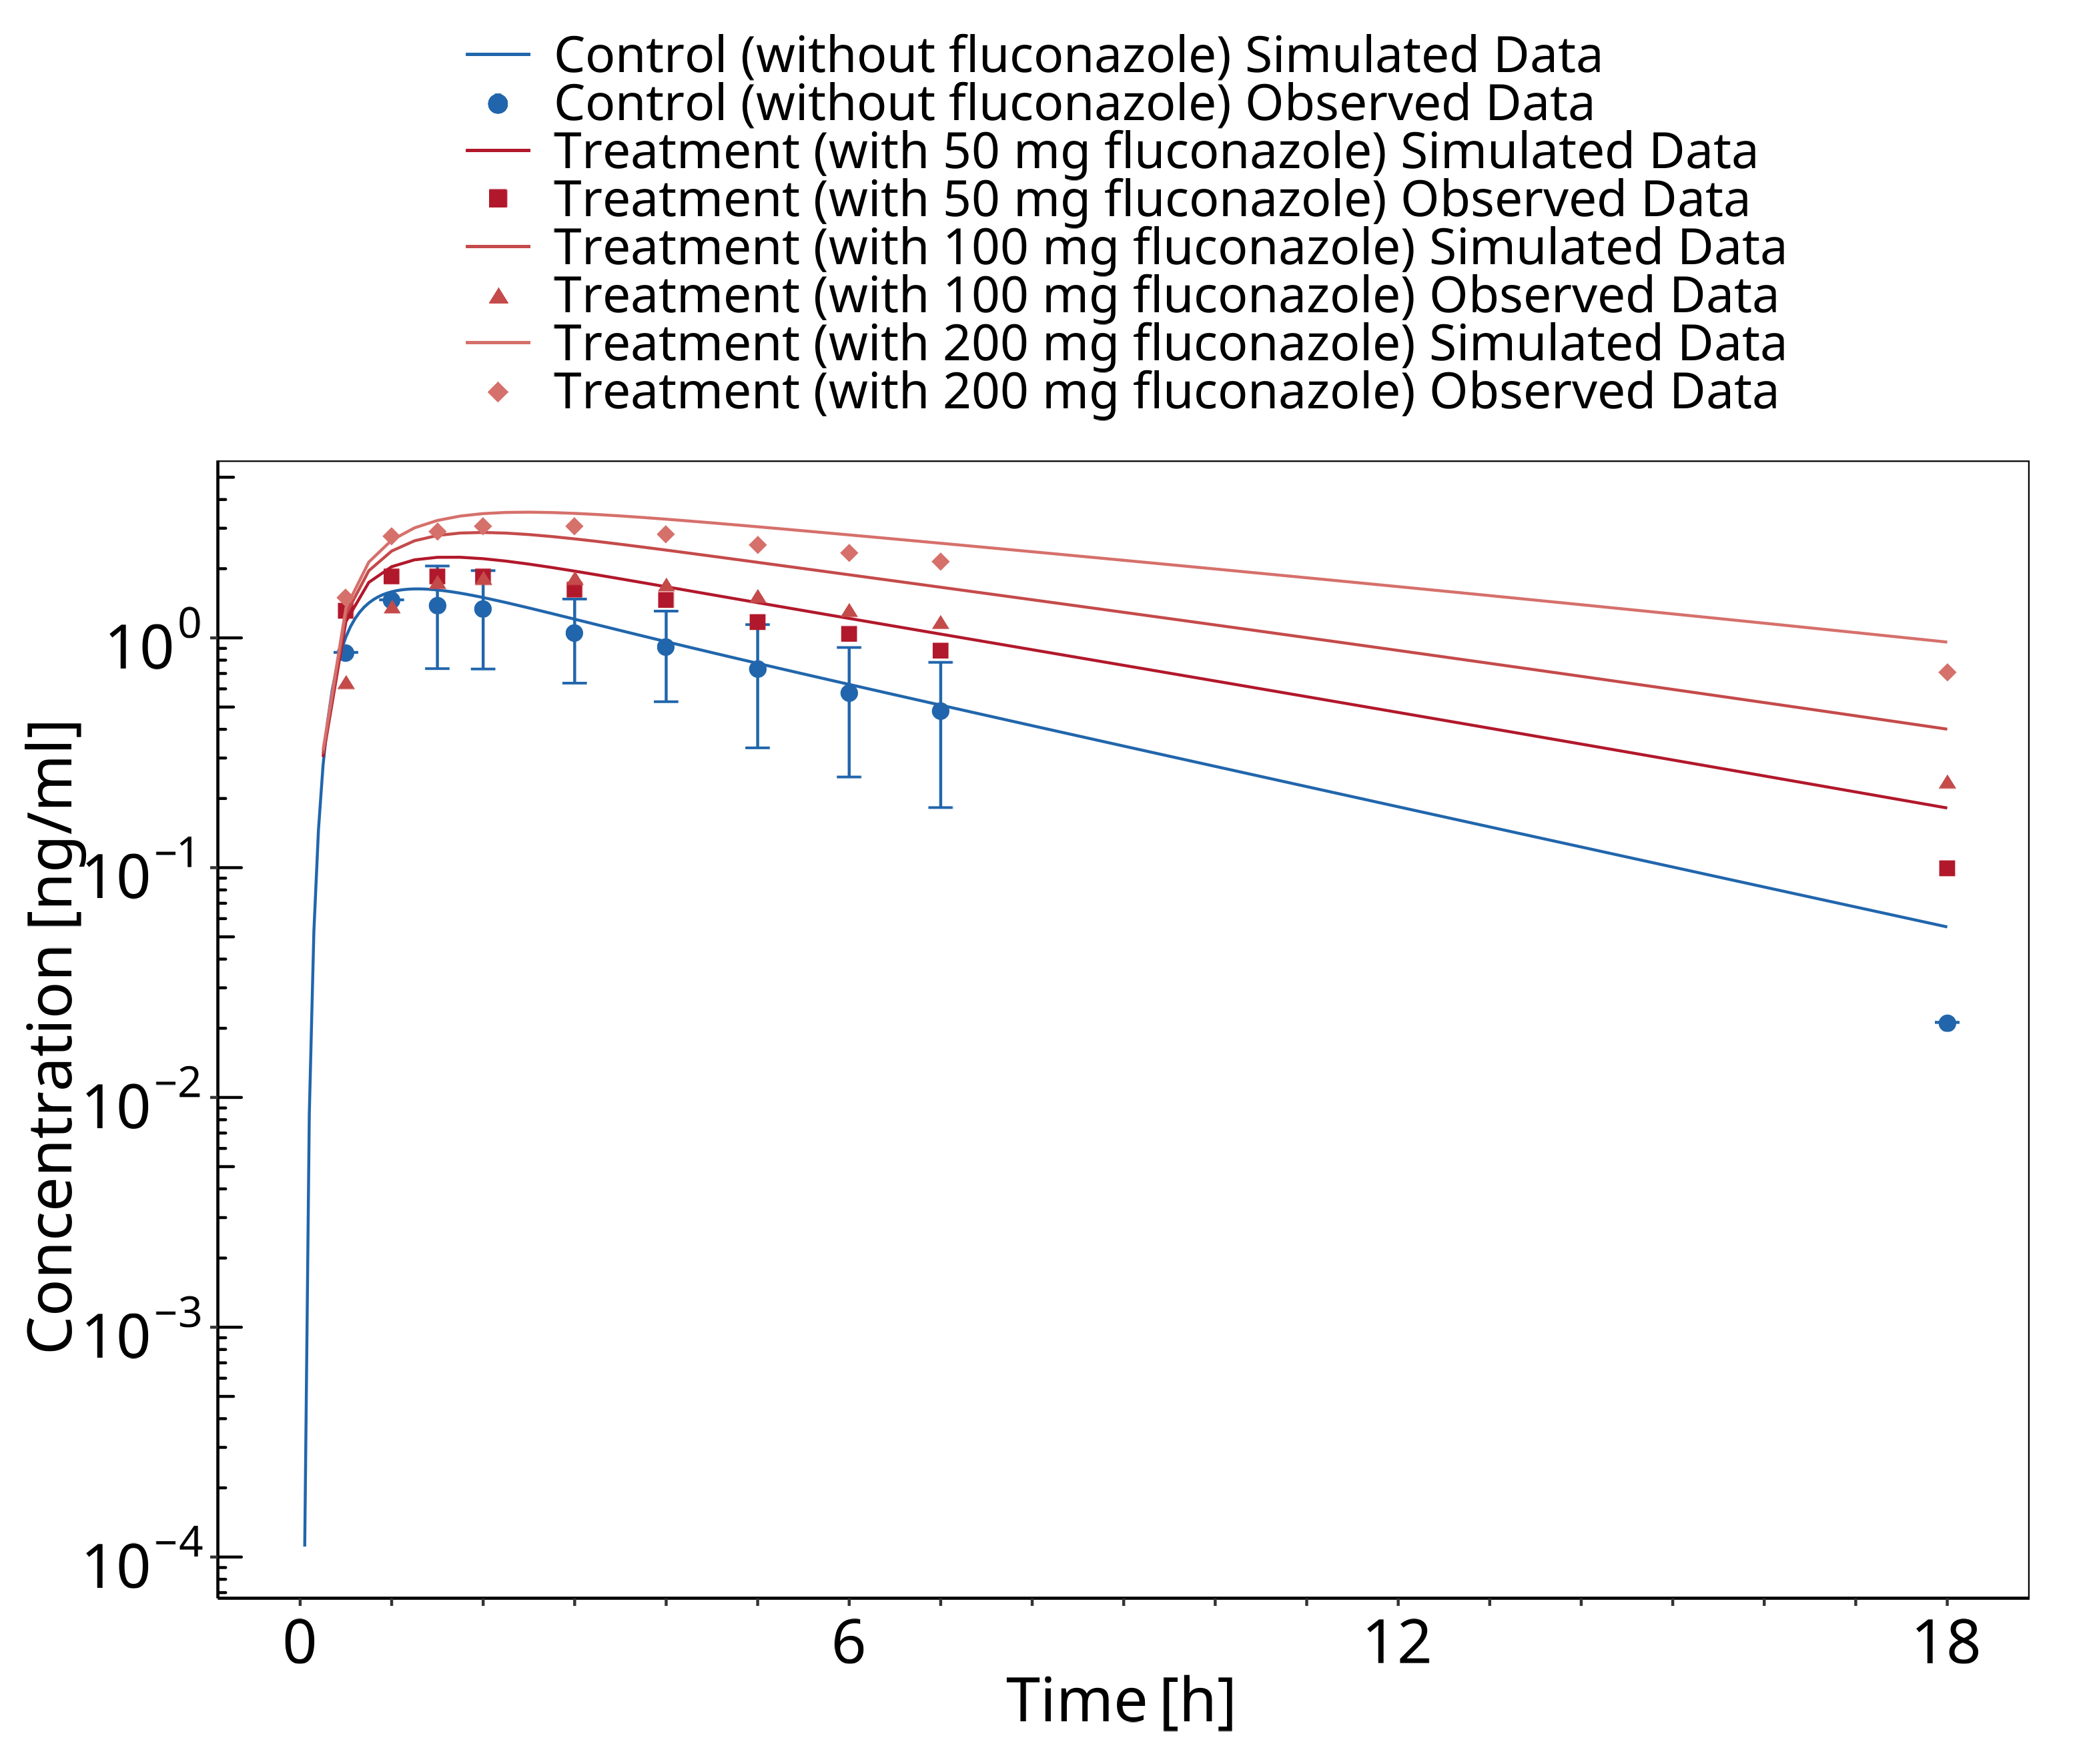 Control (without fluconazole) Simulated Data
Control (without fluconazole) Observed Data
Treatment (with 50 mg fluconazole) Simulated Data
Treatment (with 50 mg fluconazole) Observed Data
Treatment (with 100 mg fluconazole) Simulated Data
Treatment (with 100 mg fluconazole) Observed Data
Treatment (with 200 mg fluconazole) Simulated Data
Treatment (with 200 mg fluconazole) Observed Data
Concentration [ng/ml]
10⁰
10⁻¹
10⁻²
10⁻³
10⁻⁴
0 6 12 18
Time [h]